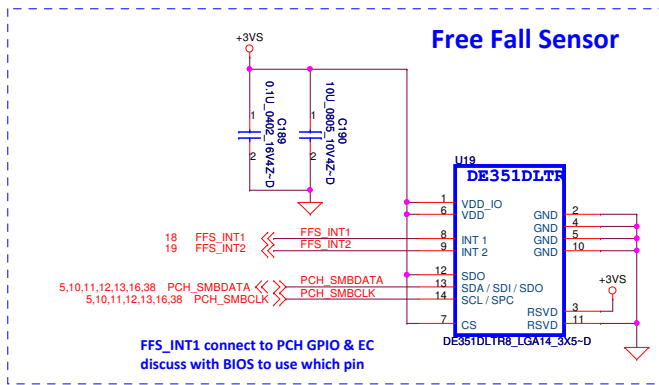 Free Fall Sensor
+3VS
1
2
C189
0.1U_0402_16V4Z~D
1
2
C190
10U_0805_10V4Z~D
U19
DE351DLTR
1 VDD_IO GND 2
6 VDD GND 4
GND 5
18 FFS_INT1 FFS_INT1 8 INT 1
19 FFS_INT2 FFS_INT2 9 INT 2 GND 10
12 SDO
5,10,11,12,13,16,38 PCH_SMBDATA PCH_SMBDATA 13 SDA / SDI / SDO
5,10,11,12,13,16,38 PCH_SMBCLK PCH_SMBCLK 14 SCL / SPC
+3VS
RSVD 3
7 CS RSVD 11
DE351DLTR8_LGA14_3X5~D
FFS_INT1 connect to PCH GPIO & EC
discuss with BIOS to use which pin